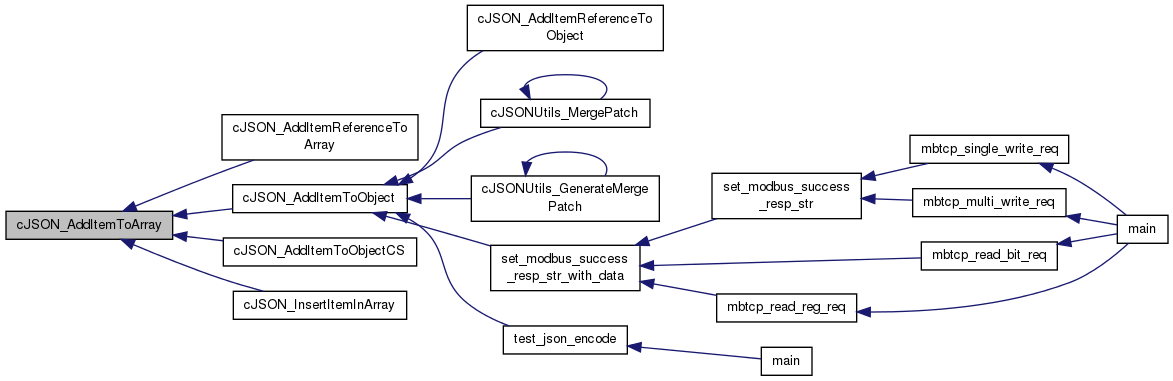 cJSON_AddItemReferenceTo
Object
cJSONUtils_MergePatch
cJSON_AddItemReferenceTo
Array
mbtcp_single_write_req
cJSONUtils_GenerateMerge
Patch
set_modbus_success
_resp_str
cJSON_AddItemToObject
mbtcp_multi_write_req
cJSON_AddItemToArray
main
cJSON_AddItemToObjectCS
set_modbus_success
_resp_str_with_data
mbtcp_read_bit_req
cJSON_InsertItemInArray
mbtcp_read_reg_req
test_json_encode
main